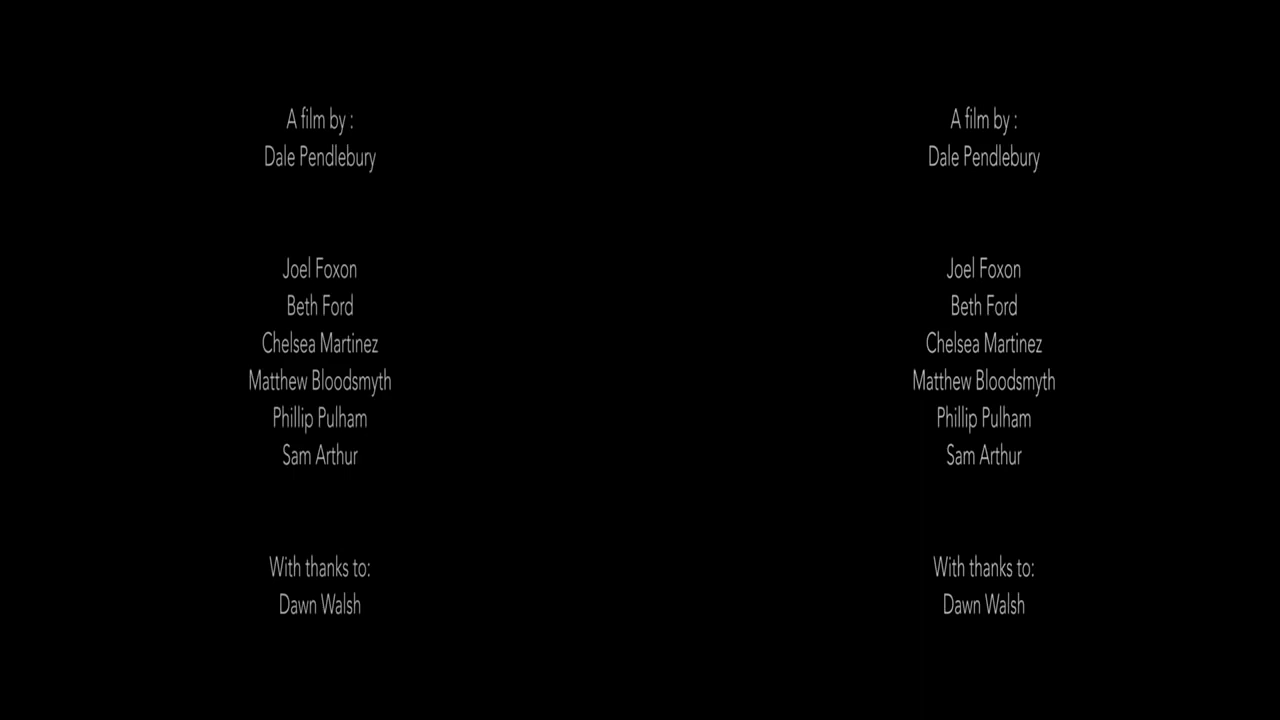 A film by :
Dale Pendlebury
Joel Foxon
Beth Ford
Chelsea Martinez
Matthew Bloodsmyth
Phillip Pulham
Sam Arthur
With thanks to:
Dawn Walsh
A film by :
Dale Pendlebury
Joel Foxon
Beth Ford
Chelsea Martinez
Matthew Bloodsmyth
Phillip Pulham
Sam Arthur
With thanks to:
Dawn Walsh